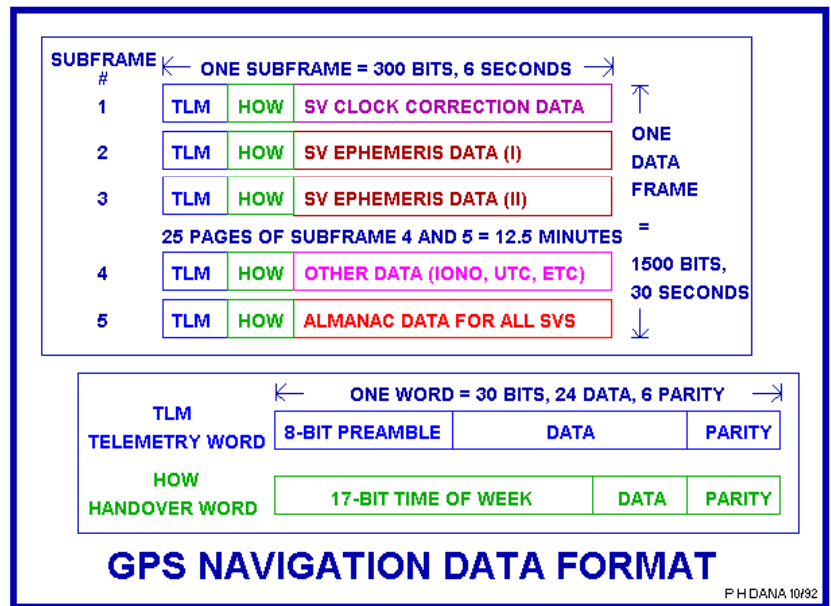 SUBFRAME
#
ONE SUBFRAME = 300 BITS, 6 SECONDS
1 TLM HOW SV CLOCK CORRECTION DATA
2 TLM HOW SV EPHEMERIS DATA (I)
3 TLM HOW SV EPHEMERIS DATA (II)
25 PAGES OF SUBFRAME 4 AND 5 = 12.5 MINUTES
4 TLM HOW OTHER DATA (IONO, UTC, ETC)
5 TLM HOW ALMANAC DATA FOR ALL SVS
ONE
DATA
FRAME
=
1500 BITS,
30 SECONDS
ONE WORD = 30 BITS, 24 DATA, 6 PARITY
TLM
TELEMETRY WORD
8-BIT PREAMBLE DATA PARITY
HOW
HANDOVER WORD
17-BIT TIME OF WEEK DATA PARITY
GPS NAVIGATION DATA FORMAT
P H DANA 10/92